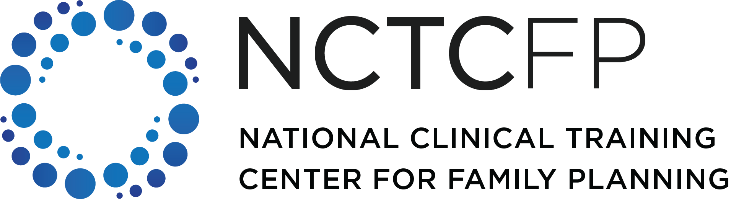 NCTCFP
NATIONAL CLINICAL TRAINING
CENTER FOR FAMILY PLANNING